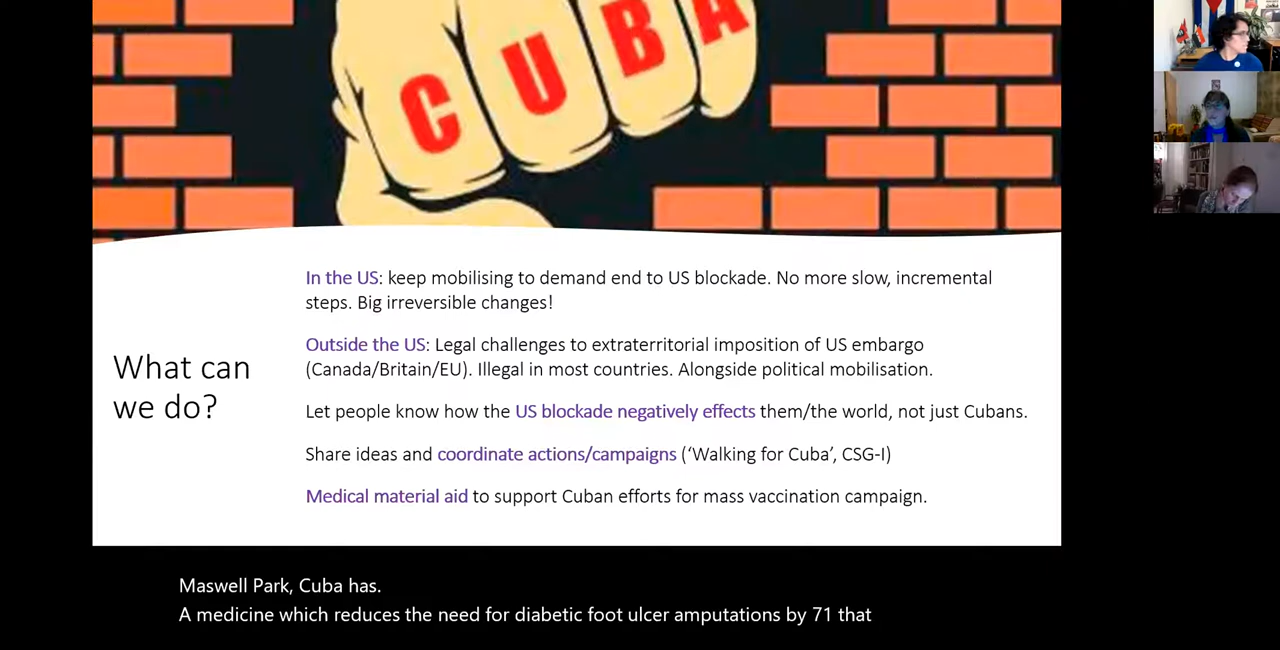 CUBA
In the US: keep mobilising to demand end to US blockade. No more slow, incremental
steps. Big irreversible changes!
Outside the US: Legal challenges to extraterritorial imposition of US embargo
(Canada/Britain/EU). Illegal in most countries. Alongside political mobilisation.
What can
we do?
Let people know how the US blockade negatively effects them/the world, not just Cubans.
Share ideas and coordinate actions/campaigns (‘Walking for Cuba’, CSG-I)
Medical material aid to support Cuban efforts for mass vaccination campaign.
Maswell Park, Cuba has.
A medicine which reduces the need for diabetic foot ulcer amputations by 71 that